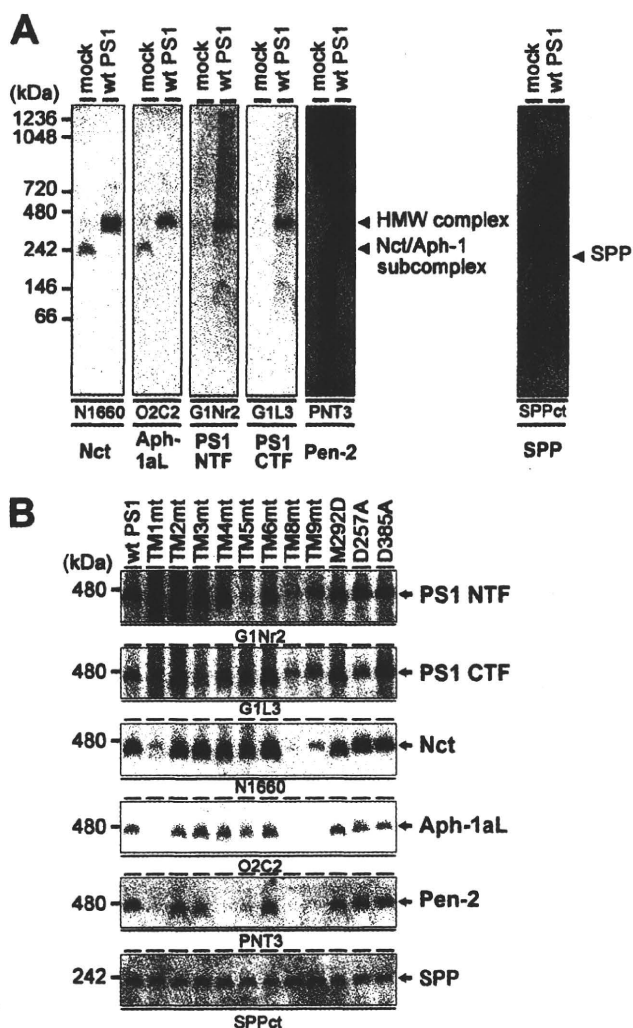 A
mock wt PS1 mock wt PS1 mock wt PS1 mock wt PS1 mock wt PS1 mock wt PS1
(kDa)
1236
1048
720
480
242
146
66
HMW complex
Nct/Aph-1
subcomplex
SPP
N1660 O2C2 G1Nr2 G1L3 PNT3 SPPct
Nct Aph-1aL PS1 NTF PS1 CTF Pen-2 SPP
B
wt PS1 TM1mt TM2mt TM3mt TM4mt TM5mt TM6mt TM8mt TM9mt M292D D257A D385A
(kDa)
480 PS1 NTF
G1Nr2
480 PS1 CTF
G1L3
480 Nct
N1660
480 Aph-1aL
O2C2
480 Pen-2
PNT3
242 SPP
SPPct